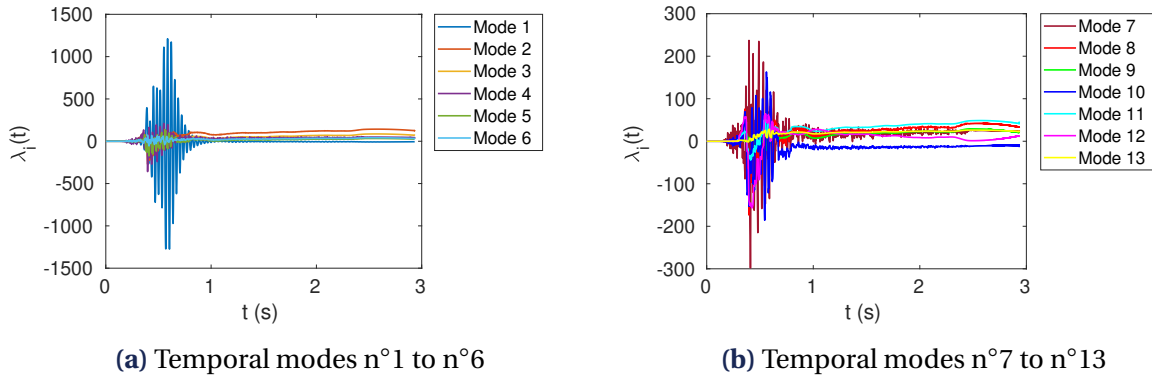 1500
1000
500
0
-500
-1000
-1500
λi(t)
0 1 2 3
t (s)
Mode 1
Mode 2
Mode 3
Mode 4
Mode 5
Mode 6
(a) Temporal modes n°1 to n°6
300
200
100
0
-100
-200
-300
λi(t)
0 1 2 3
t (s)
Mode 7
Mode 8
Mode 9
Mode 10
Mode 11
Mode 12
Mode 13
(b) Temporal modes n°7 to n°13